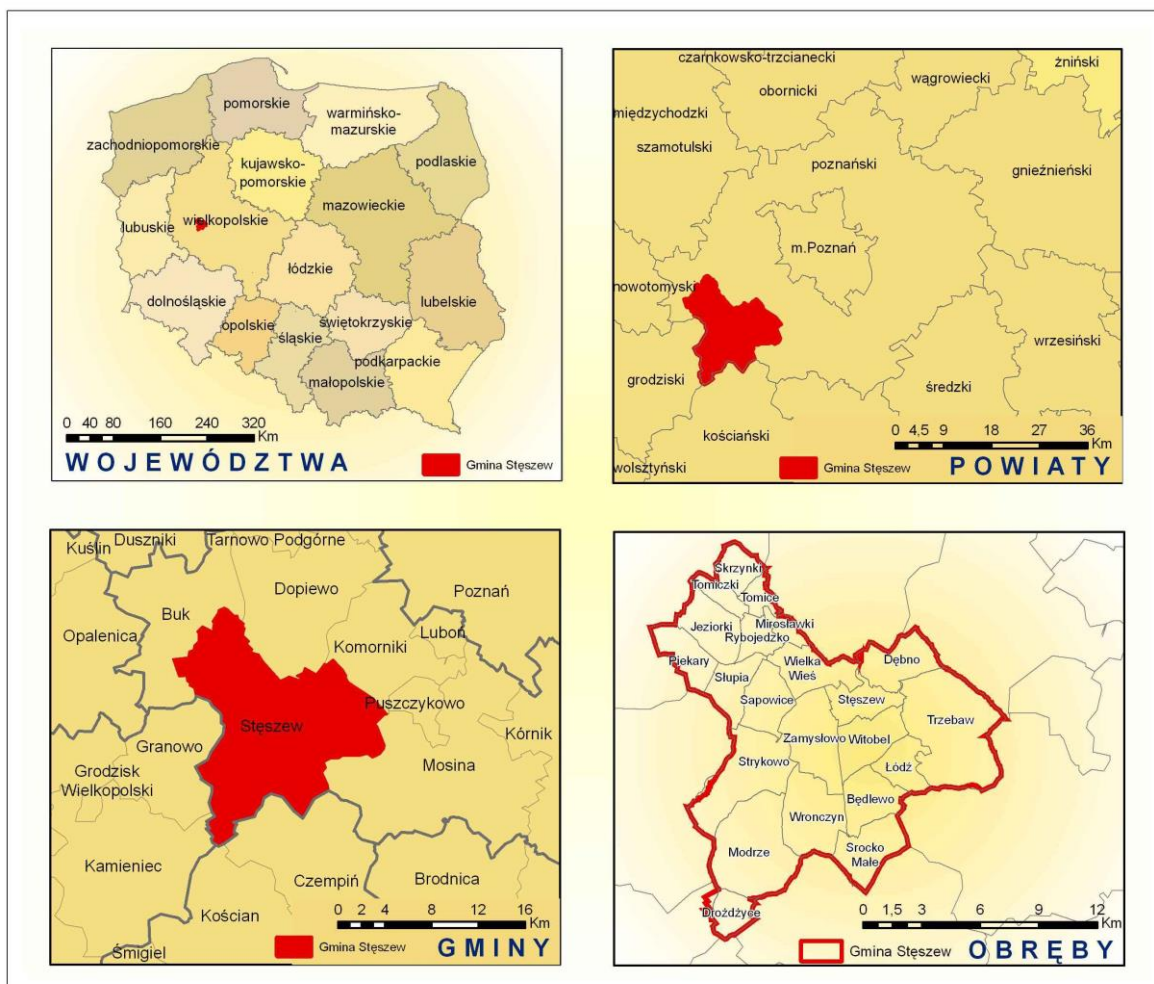 pomorskie
warmińsko-
mazurskie
zachodniopomorskie
podlaskie
kujawsko-
pomorskie
mazowieckie
wielkopolskie
lubuskie
łódzkie
lubelskie
dolnośląskie
opolskie
świętokrzyskie
śląskie
podkarpackie
małopolskie
0 40 80 160 240 320
Km
WOJEWÓDZTWA
Gmina Stęszew
czarnkowsko-trzcianecki
żniński
wągrowiecki
obornicki
międzychodzki
szamotulski
poznański
gnieźnieński
m.Poznań
nowotomyski
wrzesiński
grodziski
średzki
kościański
wolsztyński
0 4,5 9 18 27 36
Km
Gmina Stęszew
POWIATY
Kuślin
Duszniki
Tarnowo Podgórne
Dopiewo
Poznań
Buk
Opalenica
Luboń
Komorniki
Puszczykowo
Stęszew
Kórnik
Granowo
Mosina
Grodzisk
Wielkopolski
Kamieniec
Czempiń
Brodnica
Kościan
Śmigiel
0 2 4 8 12 16
Km
Gmina Stęszew
GMINY
Skrzynki
Tomiczki
Tomice
Mirosławki
Jeziorki
Rybojedzko
Piekary
Wielka
Wieś
Dębno
Słupia
Sapowice
Stęszew
Trzebaw
Zamysłowo
Witobel
Strykowo
Łódź
Będlewo
Wronczyn
Modrze
Srocko
Małe
Drożdżyce
0 1,5 3 6 9 12
Km
Gmina Stęszew
OBRĘBY